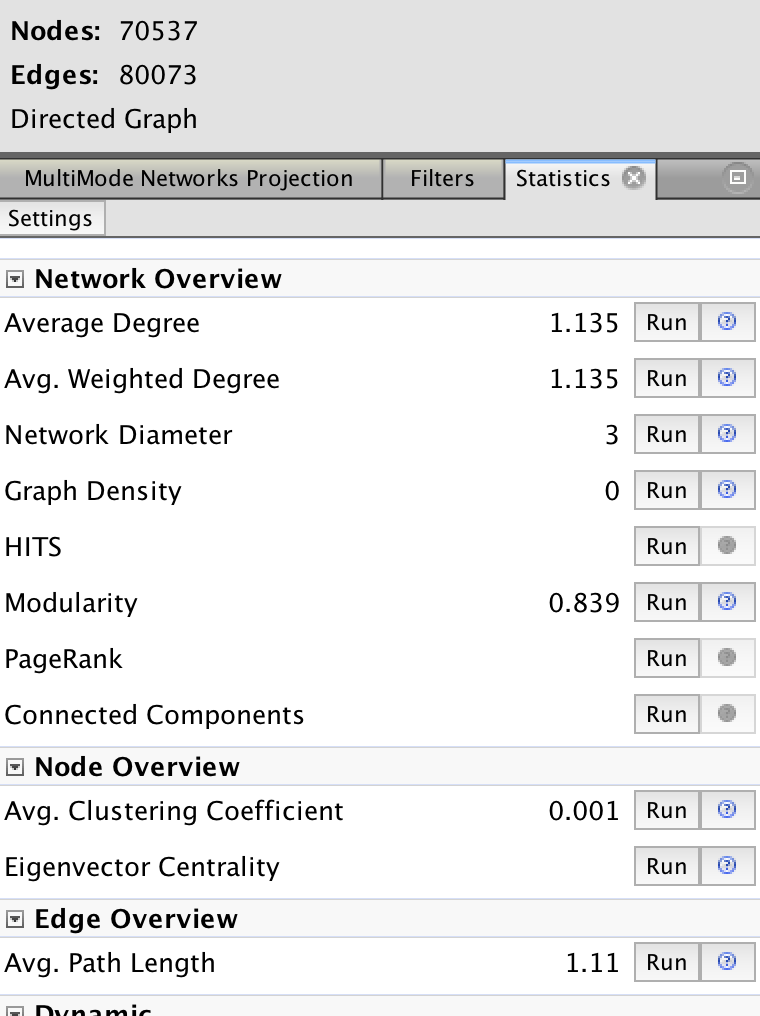 Nodes: 70537
Edges: 80073
Directed Graph
MultiMode Networks Projection Filters Statistics
Settings
Network Overview
Average Degree 1.135 Run
Avg. Weighted Degree 1.135 Run
Network Diameter 3 Run
Graph Density 0 Run
HITS Run
Modularity 0.839 Run
PageRank Run
Connected Components Run
Node Overview
Avg. Clustering Coefficient 0.001 Run
Eigenvector Centrality Run
Edge Overview
Avg. Path Length 1.11 Run
Dynamic